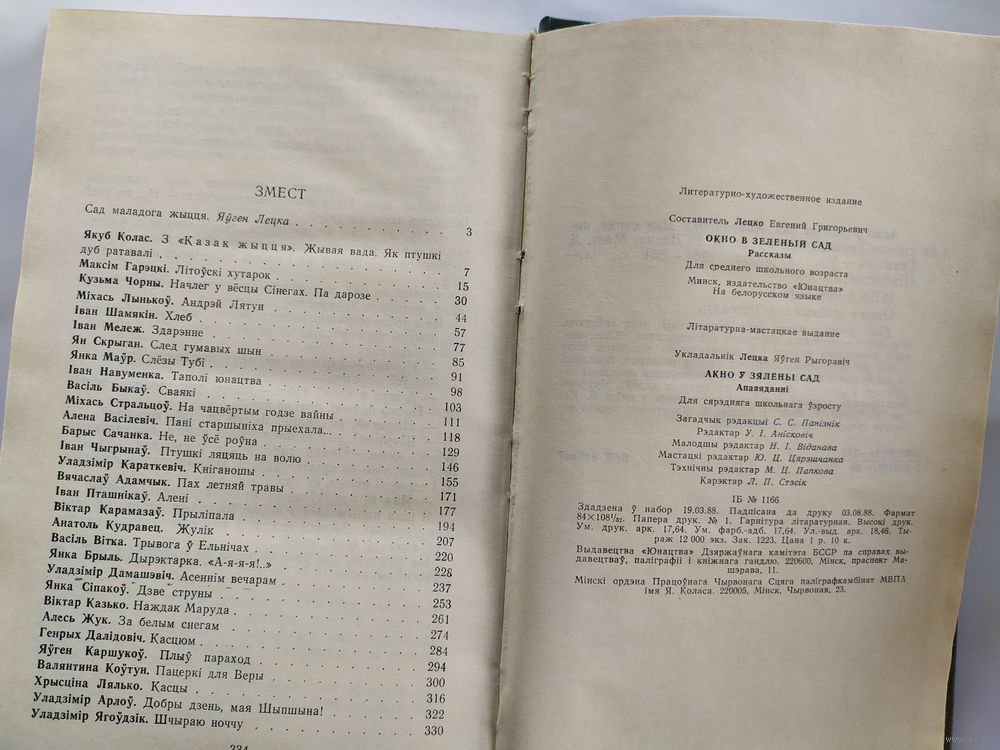 ЗМЕСТ
Сад маладога жыцця. Яўген Лецка . . . . . . . 3
Якуб Колас. З «Казак жыцця». Жывая вада. Як птушкі
дуб ратавалі . . . . . . . 7
Максім Гарэцкі. Літоўскі хутарок . . . . . . . 15
Кузьма Чорны. Начлег у вёсцы Сінегах. Па дарозе . . . . 30
Міхась Лынькоў. Андрэй Лятун . . . . . . . 44
Іван Шамякін. Хлеб . . . . . . . 57
Іван Мележ. Здарэнне . . . . . . . 77
Ян Скрыган. След гумавых шын . . . . . . . 85
Янка Маўр. Слёзы Тубі . . . . . . . 91
Іван Навуменка. Таполі юнацтва . . . . . . . 98
Васіль Быкаў. Сваякі . . . . . . . 103
Міхась Стральцоў. На чацвёртым годзе вайны . . . . . 111
Алена Васілевіч. Пані старшыніха прыехала... . . . . . 118
Барыс Сачанка. Не, не ўсё роўна . . . . . . . 129
Іван Чыгрынаў. Птушкі ляцяць на волю . . . . . . . 146
Уладзімір Караткевіч. Кніганошы . . . . . . . 155
Вячаслаў Адамчык. Пах летняй травы . . . . . . . 171
Іван Пташнікаў. Алені . . . . . . . 177
Віктар Карамазаў. Прыліпала . . . . . . . 194
Анатоль Кудравец. Жулік . . . . . . . 207
Васіль Вітка. Трывога ў Ельнічах . . . . . . . 220
Янка Брыль. Дырэктарка. «А-я-я-я!..» . . . . . . . 228
Уладзімір Дамашэвіч. Асеннім вечарам . . . . . . . 237
Янка Сіпакоў. Дзве струны . . . . . . . 253
Віктар Казько. Наждак Маруда . . . . . . . 261
Алесь Жук. За белым снегам . . . . . . . 274
Генрых Далідовіч. Касцюм . . . . . . . 284
Яўген Каршукоў. Плыў параход . . . . . . . 294
Валянтина Коўтун. Пацеркі для Веры . . . . . . . 300
Хрысціна Лялько. Касцы . . . . . . . 316
Уладзімір Арлоў. Добры дзень, мая Шыпшына! . . . . . 322
Уладзімір Ягоўдзік. Шчыраю ноччу . . . . . . . 330
334
Литературно-художественное издание
Составитель Лецко Евгений Григорьевич
ОКНО В ЗЕЛЕНЫЙ САД
Рассказы
Для среднего школьного возраста
Минск, издательство «Юнацтва»
На белорусском языке
Літаратурна-мастацкае выданне
Укладальнік Лецка Яўген Рыгоравіч
АКНО Ў ЗЯЛЁНЫ САД
Апавяданні
Для сярэдняга школьнага ўзросту
Загадчык рэдакцыі С. С. Панізнік
Рэдактар У. І. Анісковіч
Малодшы рэдактар Н. І. Віданава
Мастацкі рэдактар Ю. Ц. Цярэшчанка
Тэхнічны рэдактар М. Ц. Папкова
Карэктар Л. П. Стэсік
ІБ № 1166
Здадзена ў набор 19.03.88. Падпісана да друку 03.08.88. Фармат
84×108¹/₃₂. Папера друк. № 1. Гарнітура літаратурная. Высокі друк.
Ум. друк. арк. 17,64. Ум. фарб.-адб. 17,64. Ул.-выд. арк. 18,46. Ты-
раж 12 000 экз. Зак. 1223. Цана 1 р. 10 к.
Выдавецтва «Юнацтва» Дзяржаўнага камітэта БССР па справах вы-
давецтваў, паліграфіі і кніжнага гандлю. 220600. Мінск, праспект Ма-
шэрава, 11.
Мінскі ордэна Працоўнага Чырвонага Сцяга паліграфкамбінат МВПА
імя Я. Коласа. 220005, Мінск, Чырвоная, 23.